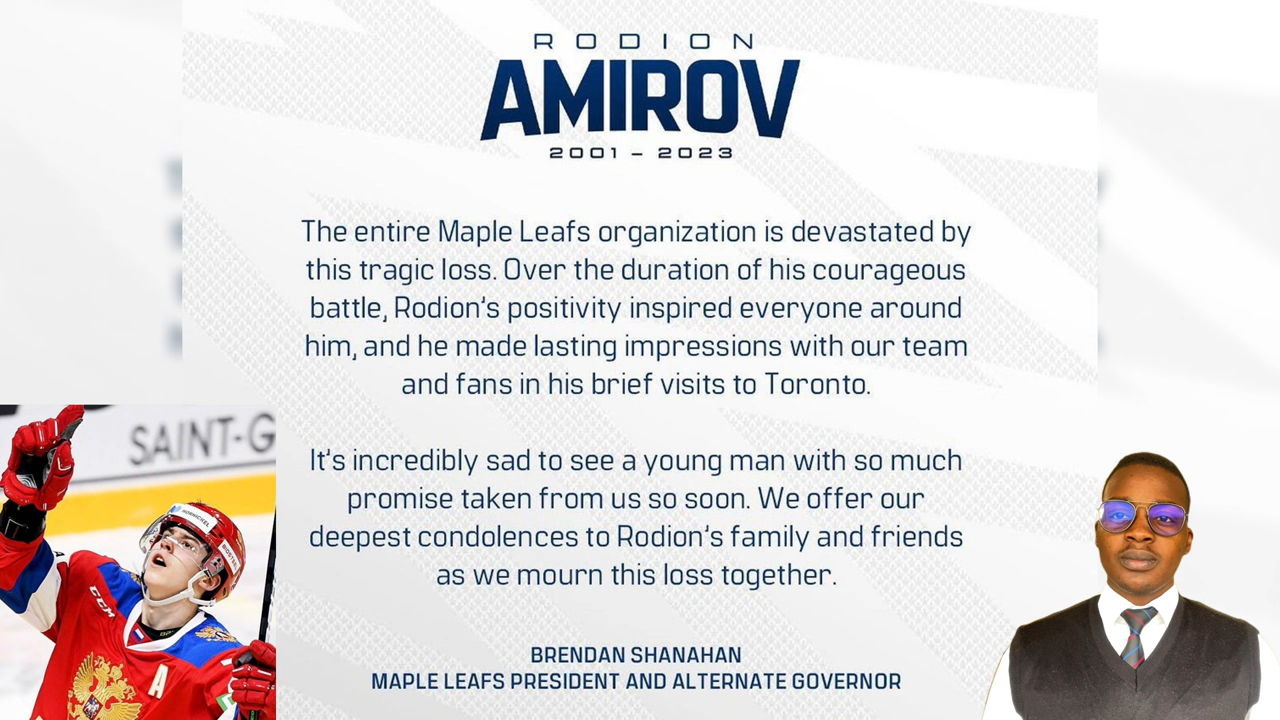 RODION
AMIROV
2001 – 2023
The entire Maple Leafs organization is devastated by
this tragic loss. Over the duration of his courageous
battle, Rodion's positivity inspired everyone around
him, and he made lasting impressions with our team
and fans in his brief visits to Toronto.
It's incredibly sad to see a young man with so much
promise taken from us so soon. We offer our
deepest condolences to Rodion's family and friends
as we mourn this loss together.
BRENDAN SHANAHAN
MAPLE LEAFS PRESIDENT AND ALTERNATE GOVERNOR
SAINT-G
NORNICKEL
CCM
A